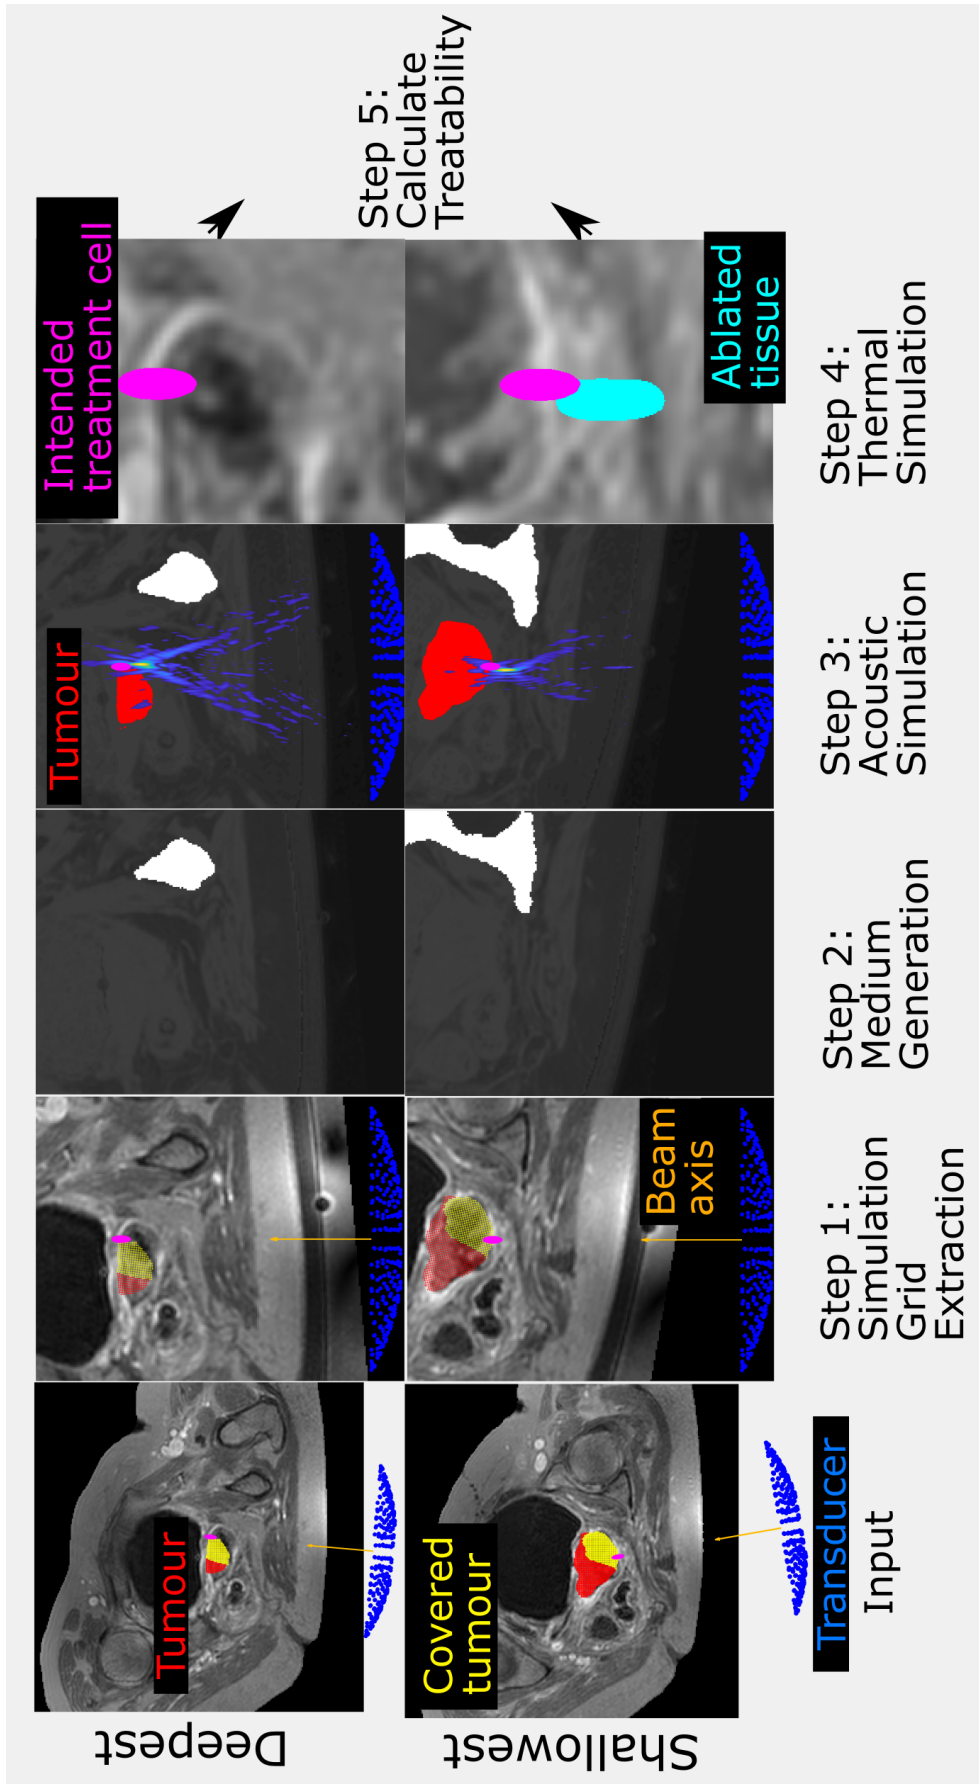 Deepest
Shallowest
Tumour
Covered
tumour
Transducer
Input
Beam
axis
Step 1:
Simulation
Grid
Extraction
Step 2:
Medium
Generation
Tumour
Step 3:
Acoustic
Simulation
Intended
treatment cell
Ablated
tissue
Step 4:
Thermal
Simulation
Step 5:
Calculate
Treatability